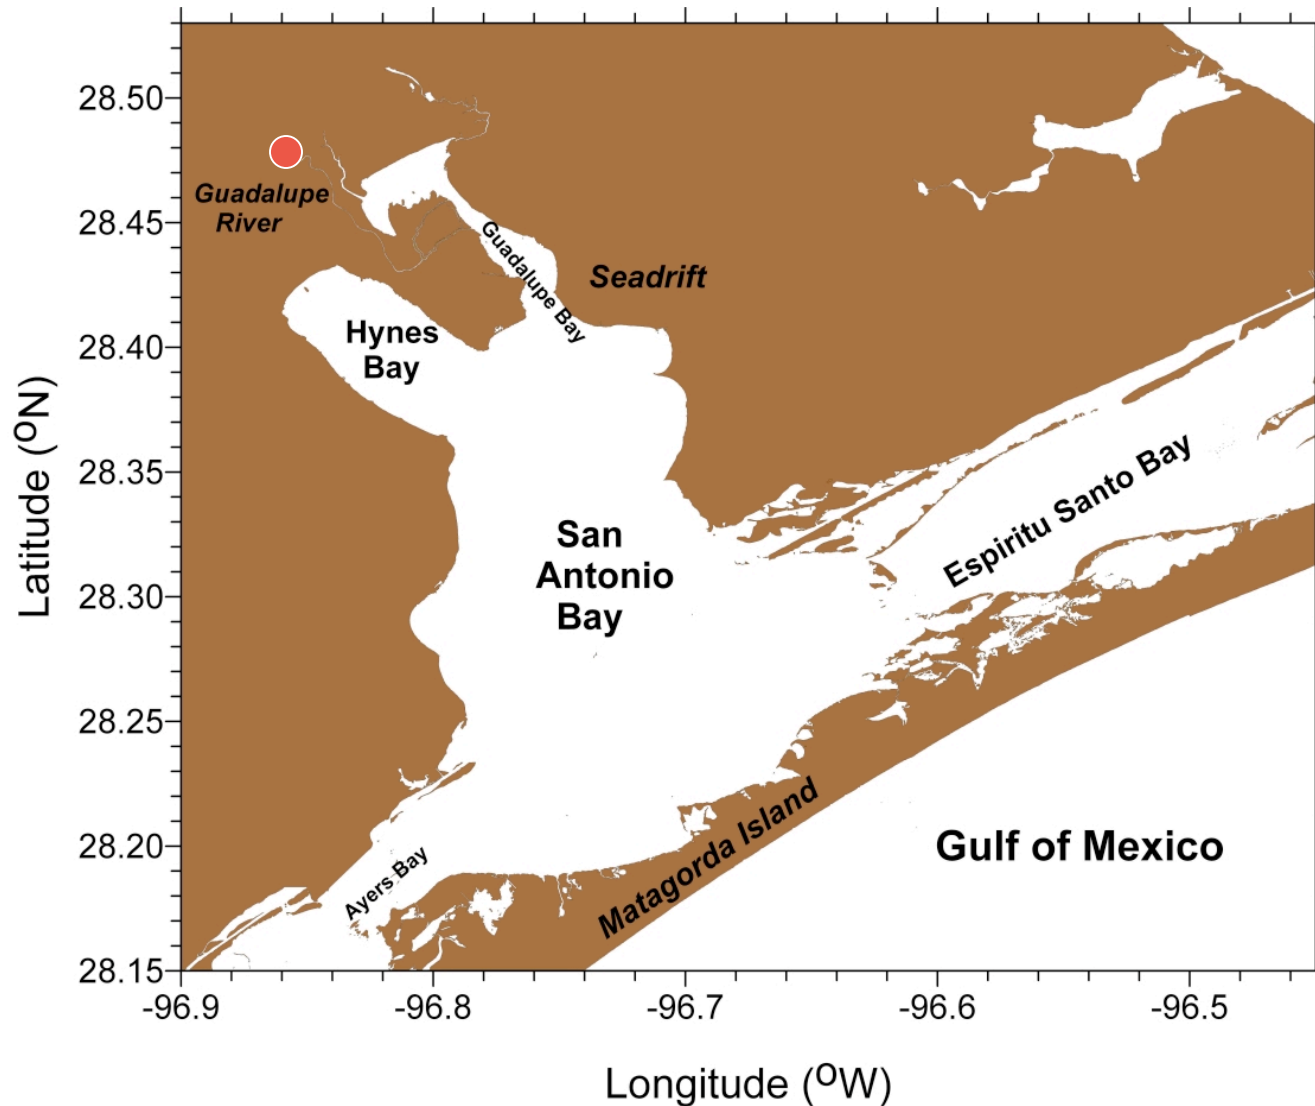 28.50
28.45
28.40
28.35
28.30
28.25
28.20
28.15
Latitude (ºN)
Guadalupe
River
Guadalupe Bay
Seadrift
Hynes
Bay
San
Antonio
Bay
Espiritu Santo Bay
Ayers Bay
Matagorda Island
Gulf of Mexico
-96.9
-96.8
-96.7
-96.6
-96.5
Longitude (ºW)